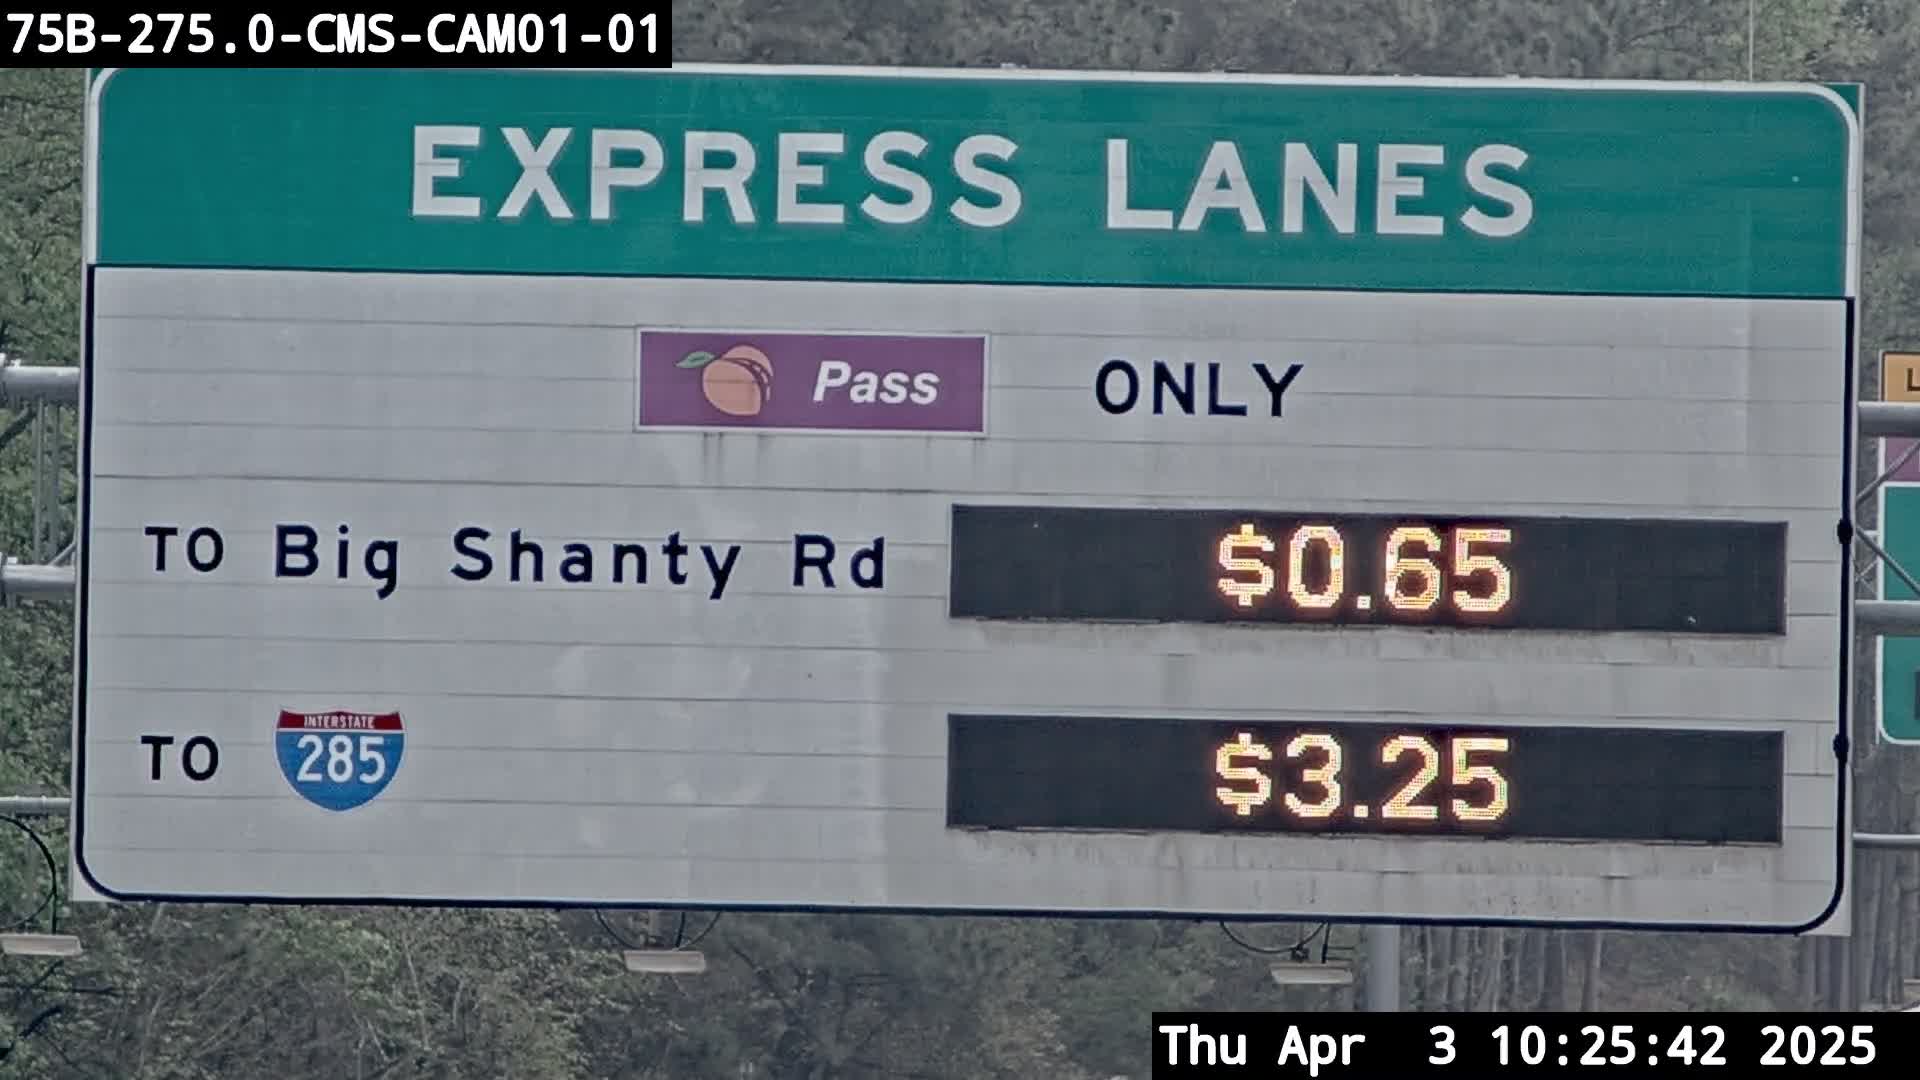 75B-275.0-CMS-CAM01-01
EXPRESS LANES
Pass ONLY
TO Big Shanty Rd $0.65
TO INTERSTATE 285 $3.25
Thu Apr 3 10:25:42 2025